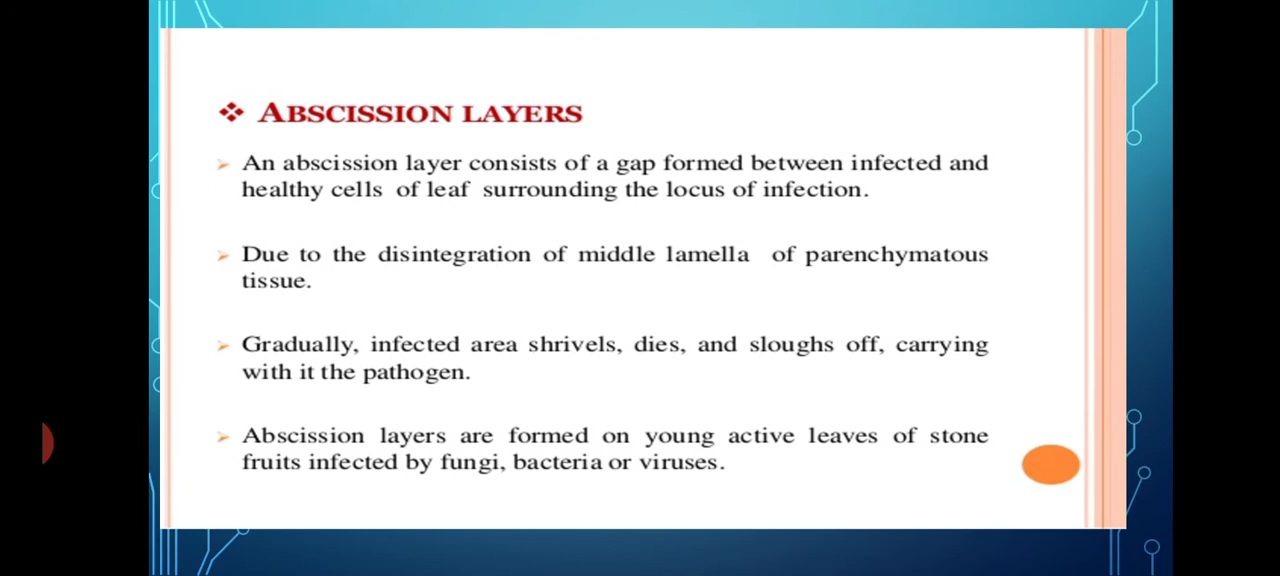 ❖ ABSCISSION LAYERS
➢ An abscission layer consists of a gap formed between infected and
healthy cells of leaf surrounding the locus of infection.
➢ Due to the disintegration of middle lamella of parenchymatous
tissue.
➢ Gradually, infected area shrivels, dies, and sloughs off, carrying
with it the pathogen.
➢ Abscission layers are formed on young active leaves of stone
fruits infected by fungi, bacteria or viruses.